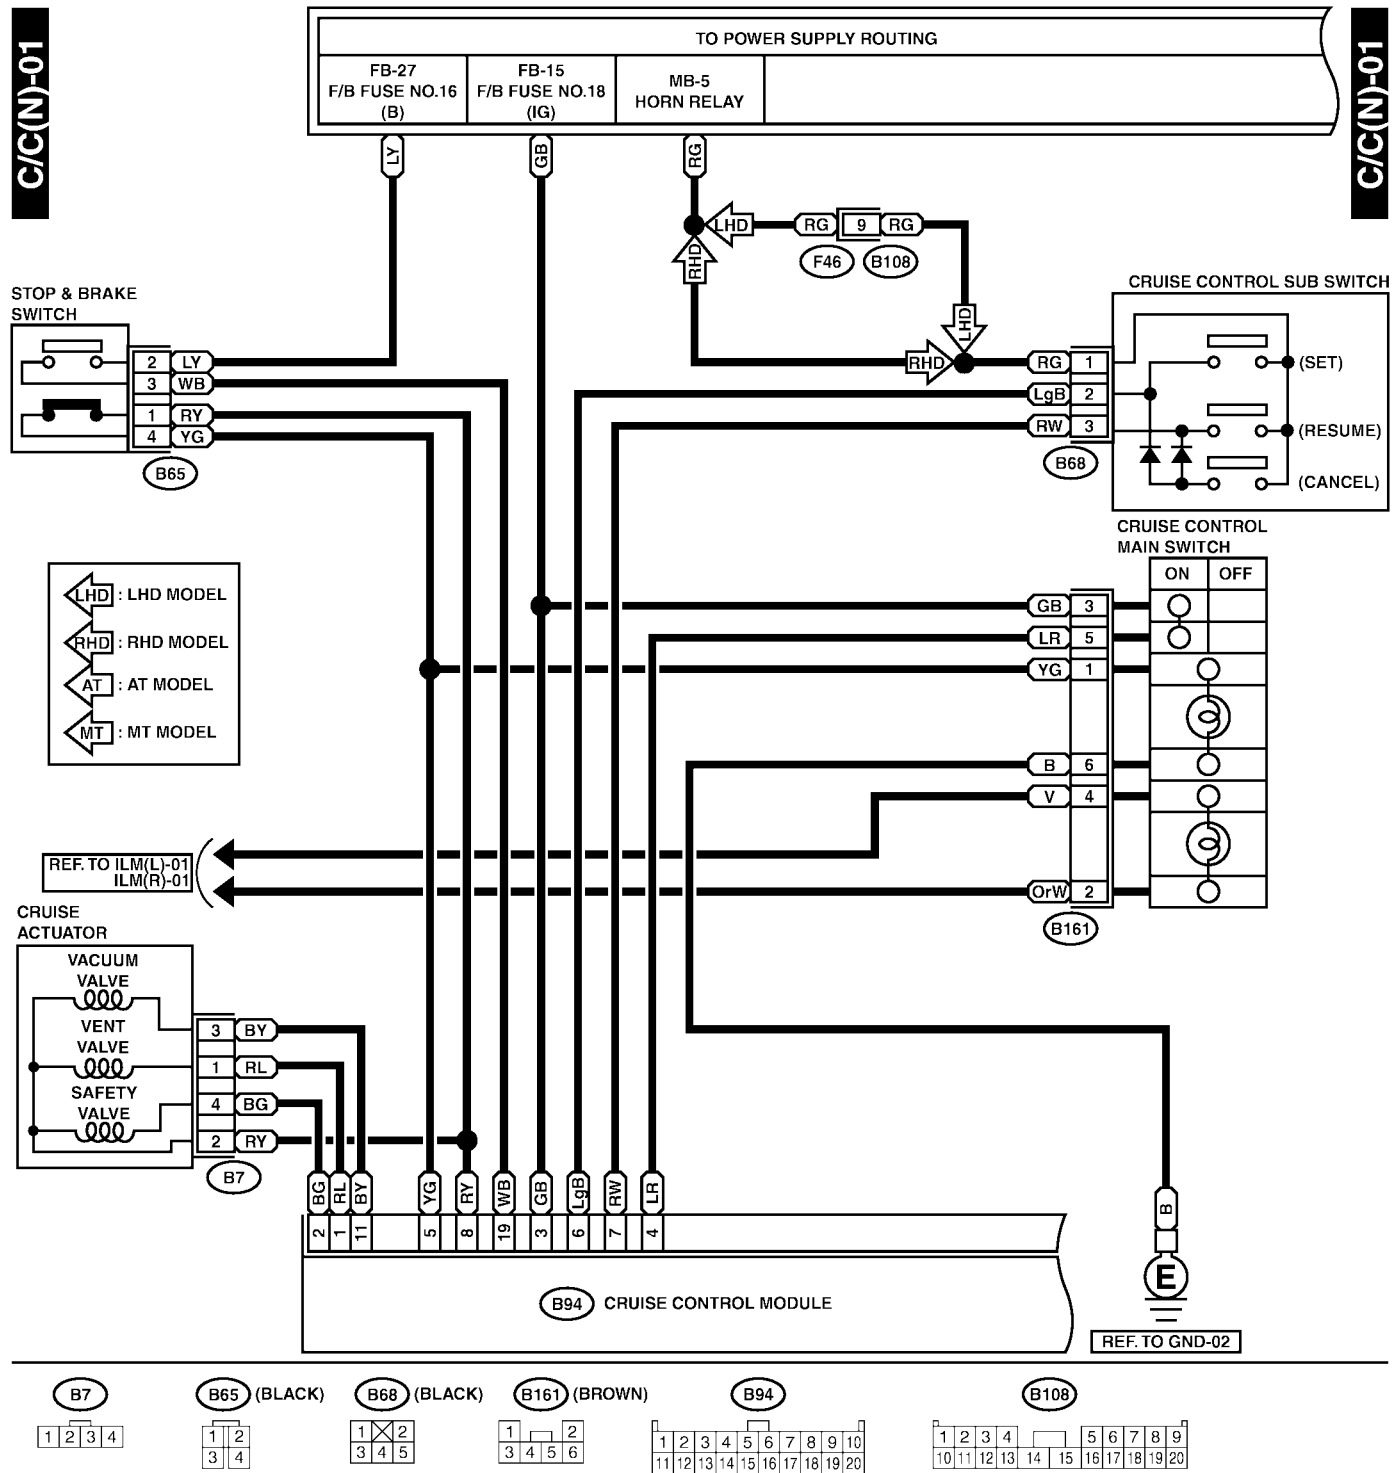 C/C(N)-01
C/C(N)-01
TO POWER SUPPLY ROUTING
FB-27
F/B FUSE NO.16
(B)
FB-15
F/B FUSE NO.18
(IG)
MB-5
HORN RELAY
LY
GB
RG
LHD
RG
9
RG
F46
B108
RHD
LHD
RHD
STOP & BRAKE
SWITCH
2 LY
3 WB
1 RY
4 YG
B65
CRUISE CONTROL SUB SWITCH
RG 1
LgB 2
RW 3
B68
(SET)
(RESUME)
(CANCEL)
LHD : LHD MODEL
RHD : RHD MODEL
AT : AT MODEL
MT : MT MODEL
CRUISE CONTROL
MAIN SWITCH
ON OFF
GB 3
LR 5
YG 1
B 6
V 4
OrW 2
B161
REF. TO ILM(L)-01
ILM(R)-01
CRUISE
ACTUATOR
VACUUM
VALVE
VENT
VALVE
SAFETY
VALVE
3 BY
1 RL
4 BG
2 RY
B7
BG RL BY YG RY WB GB LgB RW LR
2 1 11 5 8 19 3 6 7 4
B94 CRUISE CONTROL MODULE
B
E
REF. TO GND-02
B7
1 2 3 4
B65 (BLACK)
1 2
3 4
B68 (BLACK)
1 2
3 4 5
B161 (BROWN)
1 2
3 4 5 6
B94
1 2 3 4 5 6 7 8 9 10
11 12 13 14 15 16 17 18 19 20
B108
1 2 3 4 5 6 7 8 9
10 11 12 13 14 15 16 17 18 19 20